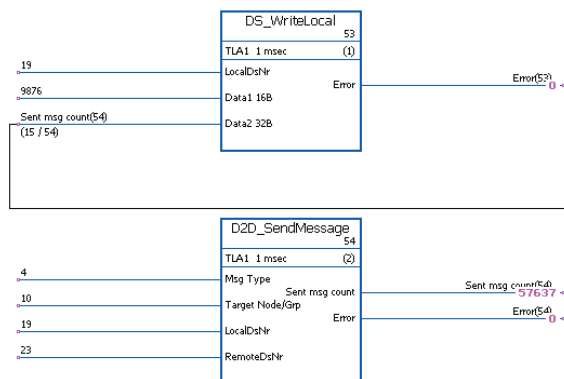 DS_WriteLocal
53
TLA1 1 msec (1)
19
LocalDsNr
Error
Error(53)
0
9876
Data1 16B
Sent msg count(54)
Data2 32B
(15 / 54)
D2D_SendMessage
54
TLA1 1 msec (2)
4
Msg Type
Sent msg count
Sent msg count(54)
57637
10
Target Node/Grp
Error
Error(54)
0
19
LocalDsNr
23
RemoteDsNr